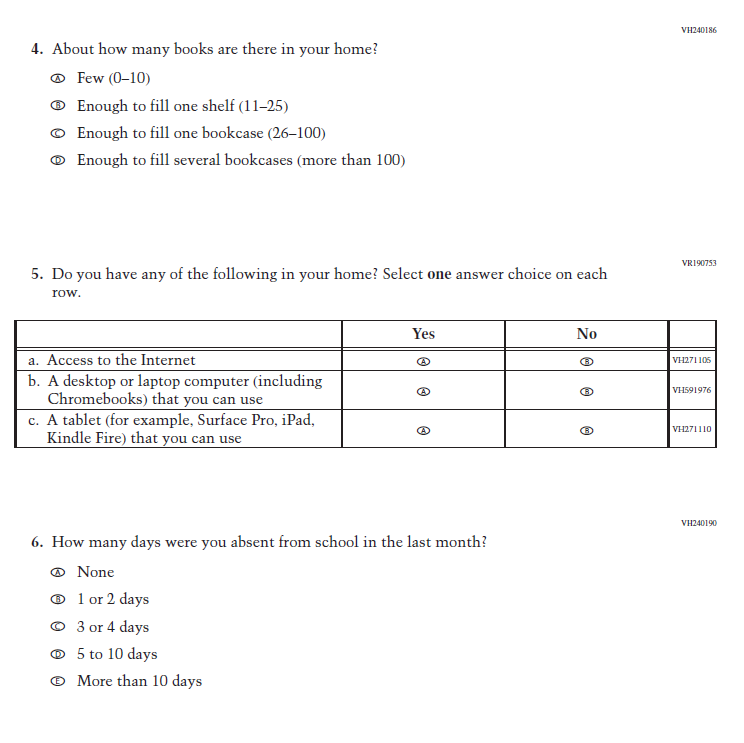 VH240186
4. About how many books are there in your home?
Ⓐ Few (0–10)
Ⓑ Enough to fill one shelf (11–25)
Ⓒ Enough to fill one bookcase (26–100)
Ⓓ Enough to fill several bookcases (more than 100)
VR190753
5. Do you have any of the following in your home? Select one answer choice on each
row.
Yes No
a. Access to the Internet Ⓐ Ⓑ VH271105
b. A desktop or laptop computer (including
Chromebooks) that you can use Ⓐ Ⓑ VH591976
c. A tablet (for example, Surface Pro, iPad,
Kindle Fire) that you can use Ⓐ Ⓑ VH271110
VH240190
6. How many days were you absent from school in the last month?
Ⓐ None
Ⓑ 1 or 2 days
Ⓒ 3 or 4 days
Ⓓ 5 to 10 days
Ⓔ More than 10 days